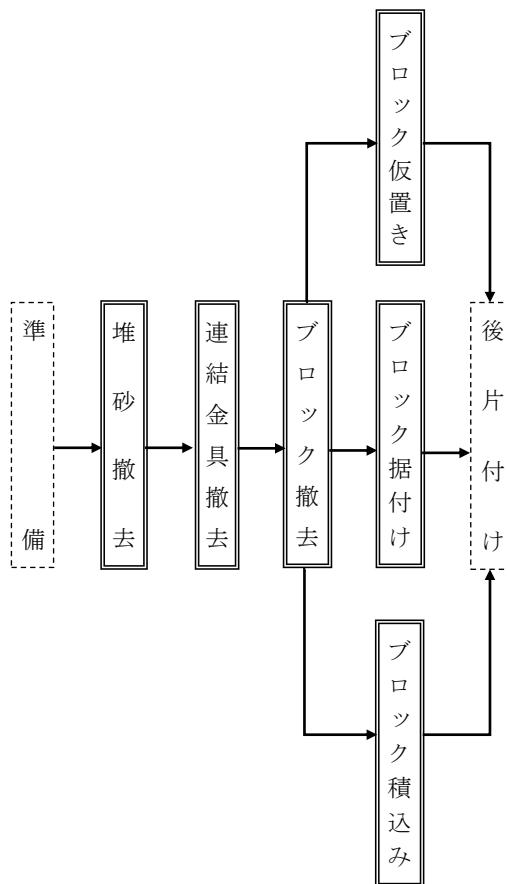 準備
堆砂撤去
連結金具撤去
ブロック撤去
ブロック仮置き
ブロック据付け
ブロック積込み
後片付け